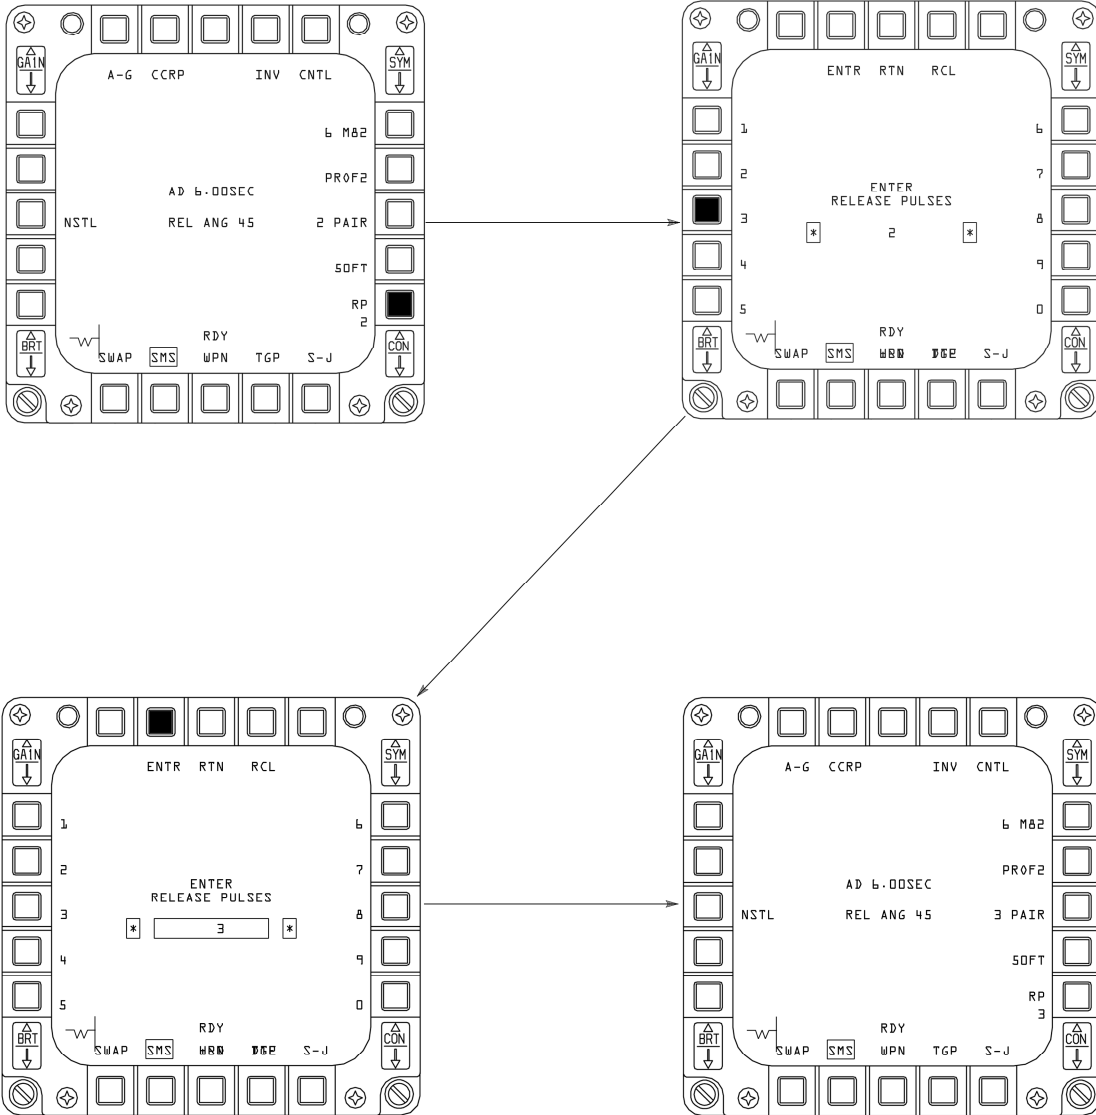 GAIN
SYM
A-G CCRP INV CNTL
6 M82
PROF2
AD 6.00SEC
NSTL REL ANG 45 2 PAIR
SOFT
RP
2
RDY
BRT
CON
SWAP SMS WPN TGP S-J
GAIN
SYM
ENTR RTN RCL
1 6
2 7
ENTER
RELEASE PULSES
3 8
* 2 *
4 9
5 0
RDY
BRT
CON
SWAP SMS S-J
GAIN
SYM
ENTR RTN RCL
1 6
2 7
ENTER
RELEASE PULSES
3 8
* 3 *
4 9
5 0
RDY
BRT
CON
SWAP SMS S-J
GAIN
SYM
A-G CCRP INV CNTL
6 M82
PROF2
AD 6.00SEC
NSTL REL ANG 45 3 PAIR
SOFT
RP
3
RDY
BRT
CON
SWAP SMS WPN TGP S-J